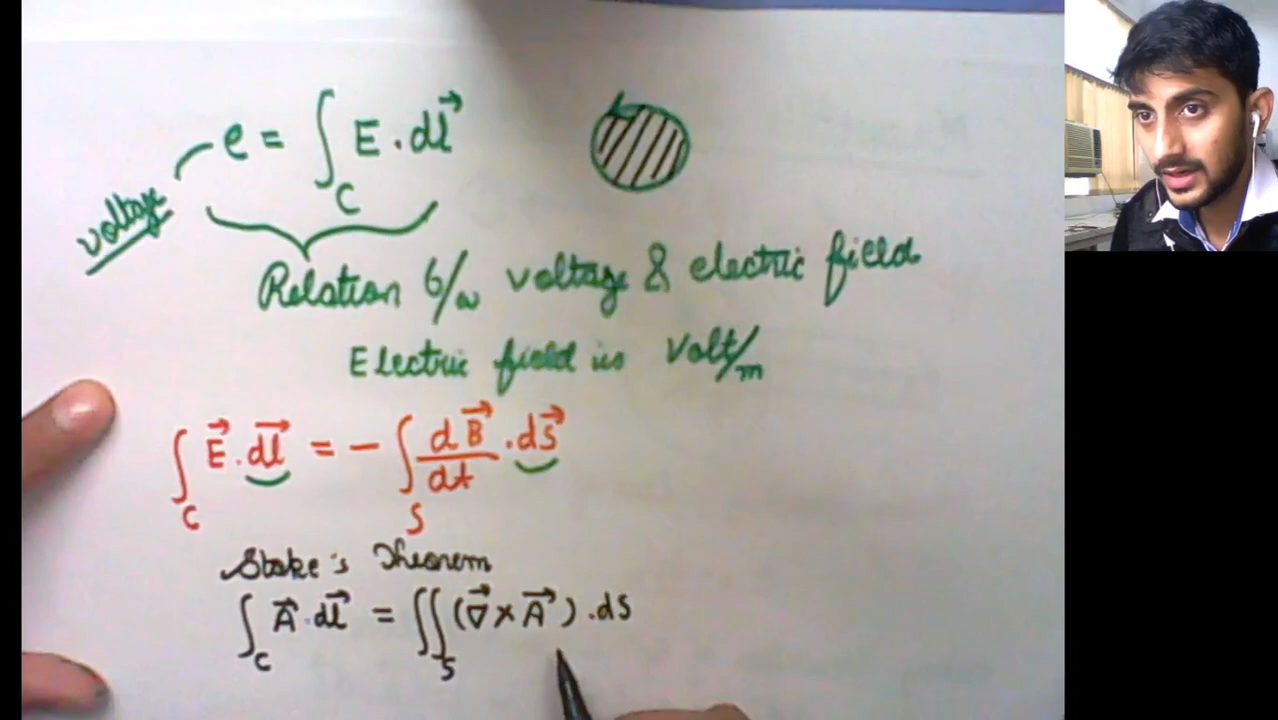 voltage e = ∫_C E . dl⃗
Relation b/w voltage & electric field
Electric field is Volt/m
∫_C E⃗ . dl⃗ = - ∫_S dB⃗/dt . dS⃗
Stoke's Theorem
∫_C A⃗ . dl⃗ = ∬_S (∇⃗ × A⃗) . dS